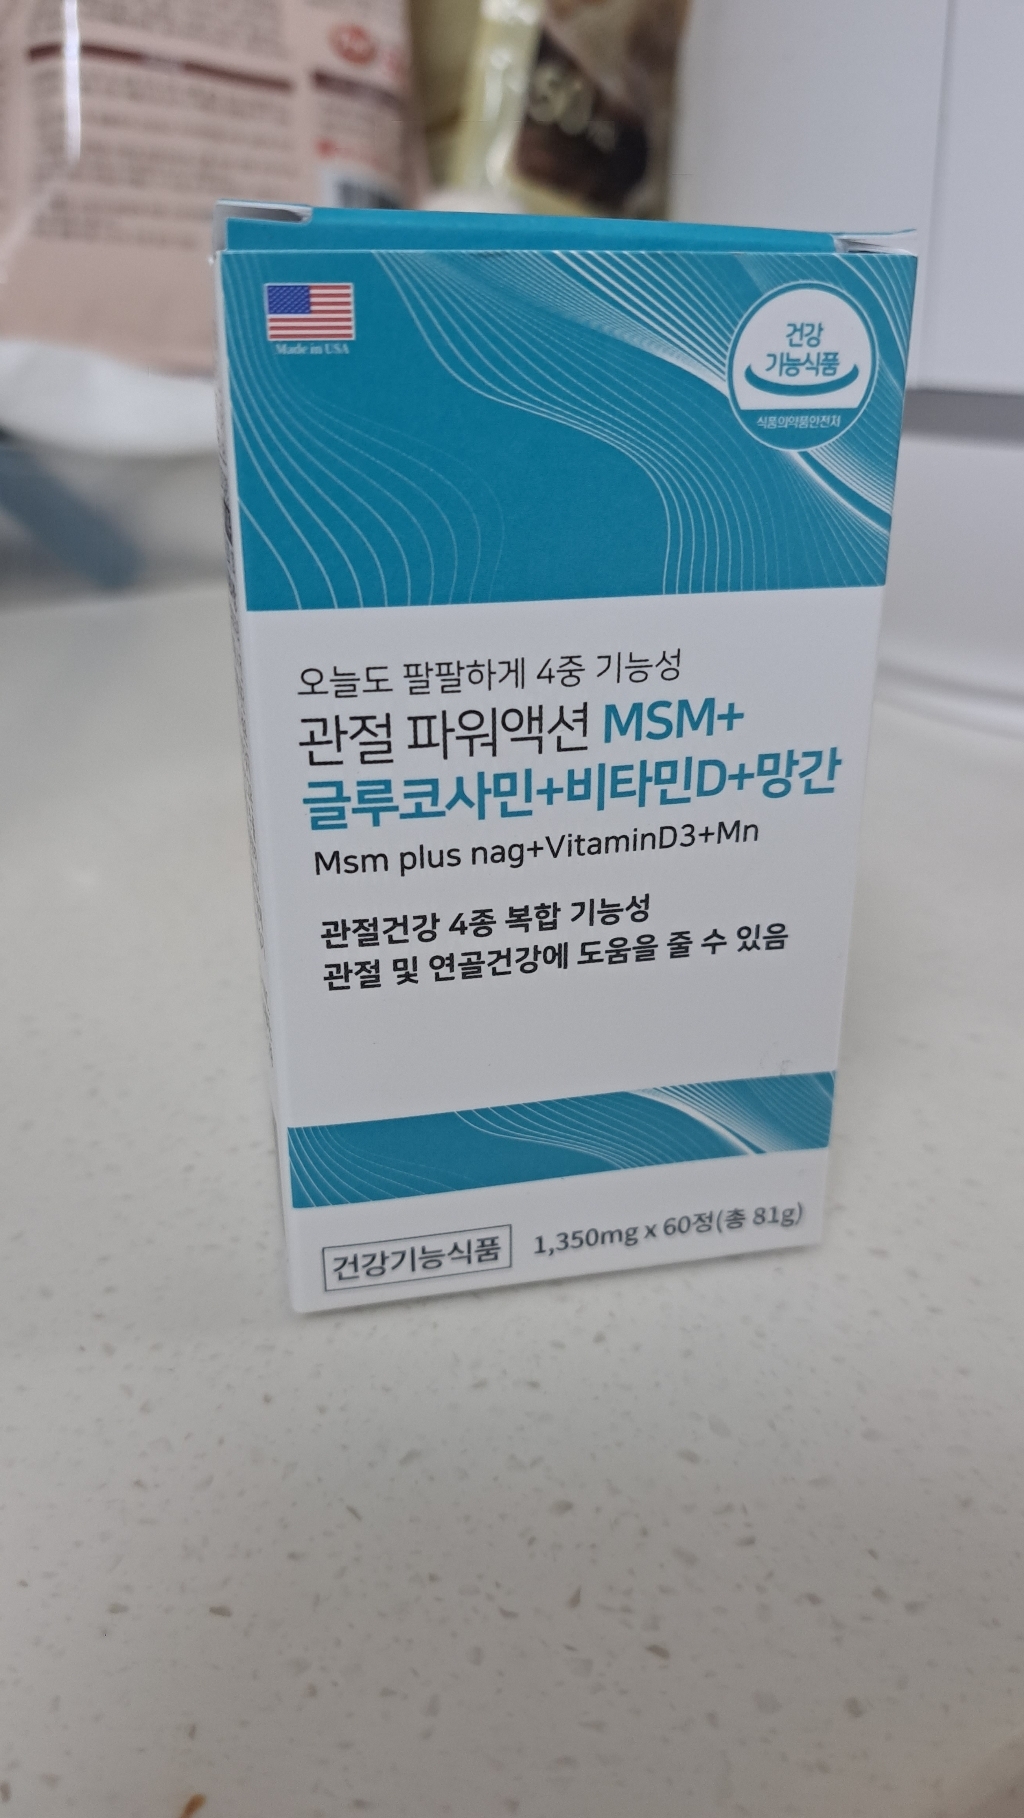 50
Made in USA
건강
기능식품
식품의약품안전처
오늘도 팔팔하게 4중 기능성
관절 파워액션 MSM+
글루코사민+비타민D+망간
Msm plus nag+VitaminD3+Mn
관절건강 4종 복합 기능성
관절 및 연골건강에 도움을 줄 수 있음
건강기능식품 1,350mg x 60정(총 81g)